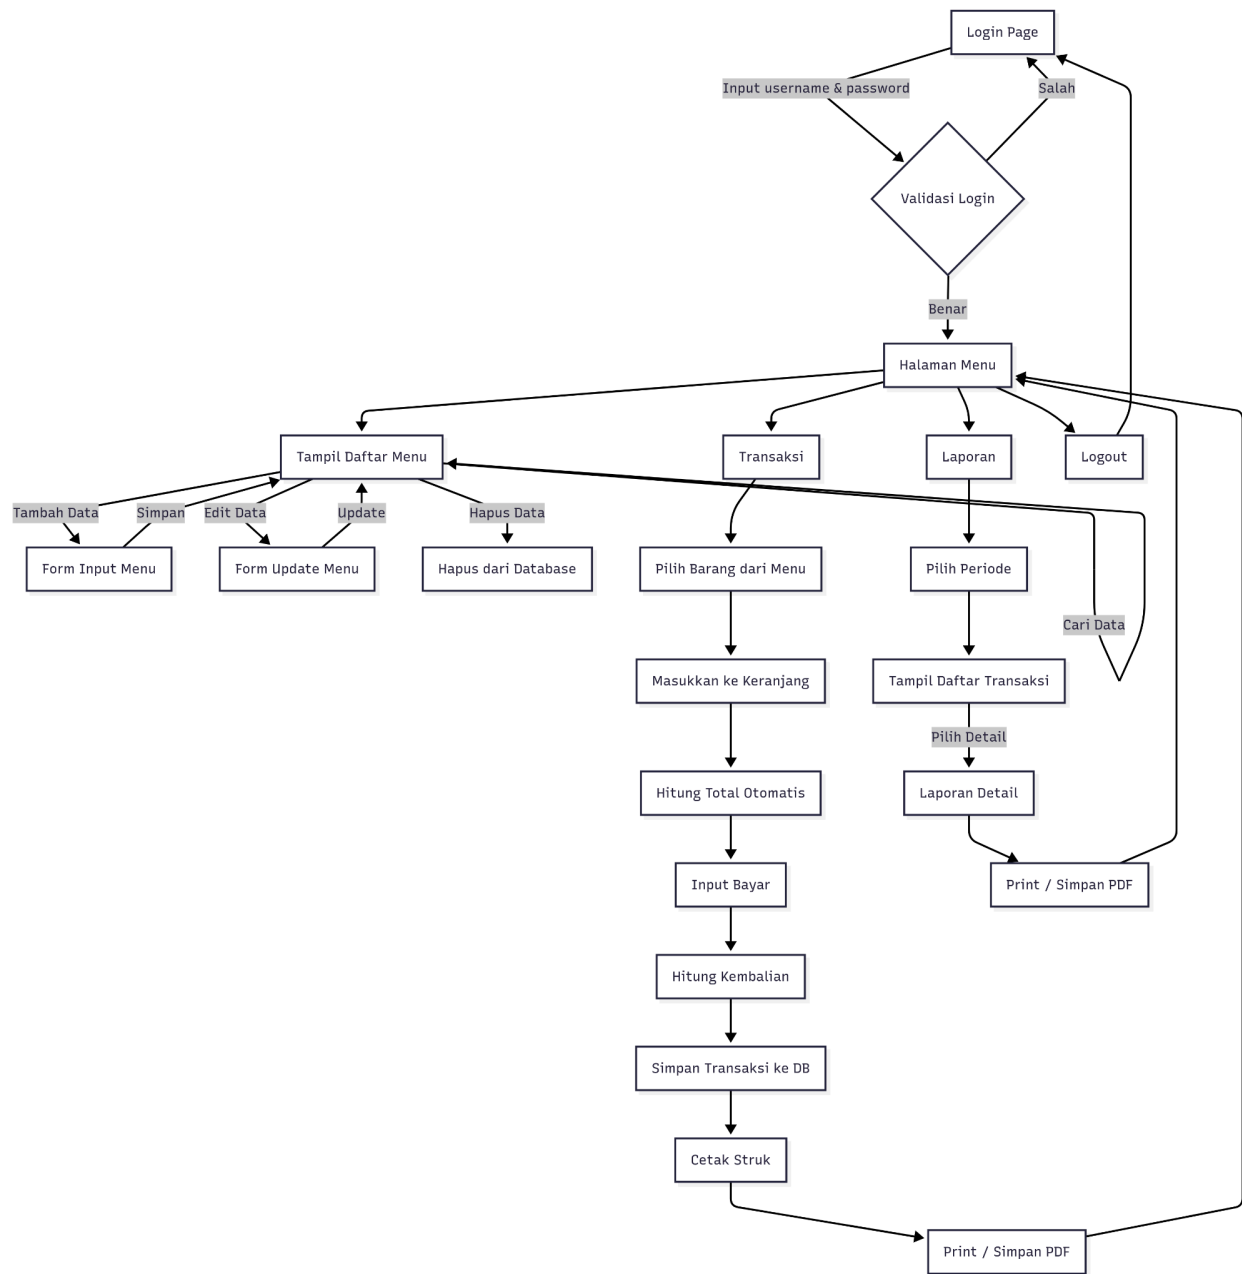 Login Page
Input username & password
Salah
Validasi Login
Benar
Halaman Menu
Tampil Daftar Menu
Transaksi
Laporan
Logout
Tambah Data
Simpan
Edit Data
Update
Hapus Data
Form Input Menu
Form Update Menu
Hapus dari Database
Pilih Barang dari Menu
Pilih Periode
Cari Data
Masukkan ke Keranjang
Tampil Daftar Transaksi
Pilih Detail
Hitung Total Otomatis
Laporan Detail
Input Bayar
Print / Simpan PDF
Hitung Kembalian
Simpan Transaksi ke DB
Cetak Struk
Print / Simpan PDF